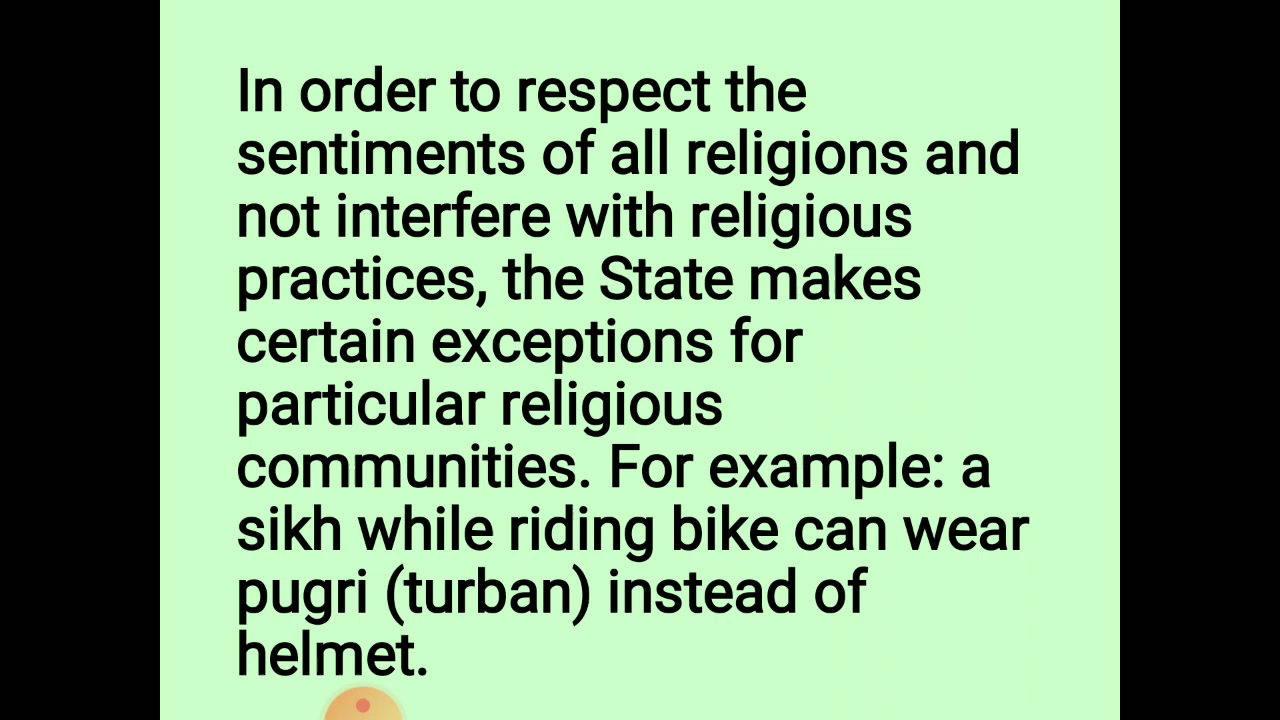 In order to respect the
sentiments of all religions and
not interfere with religious
practices, the State makes
certain exceptions for
particular religious
communities. For example: a
sikh while riding bike can wear
pugri (turban) instead of
helmet.